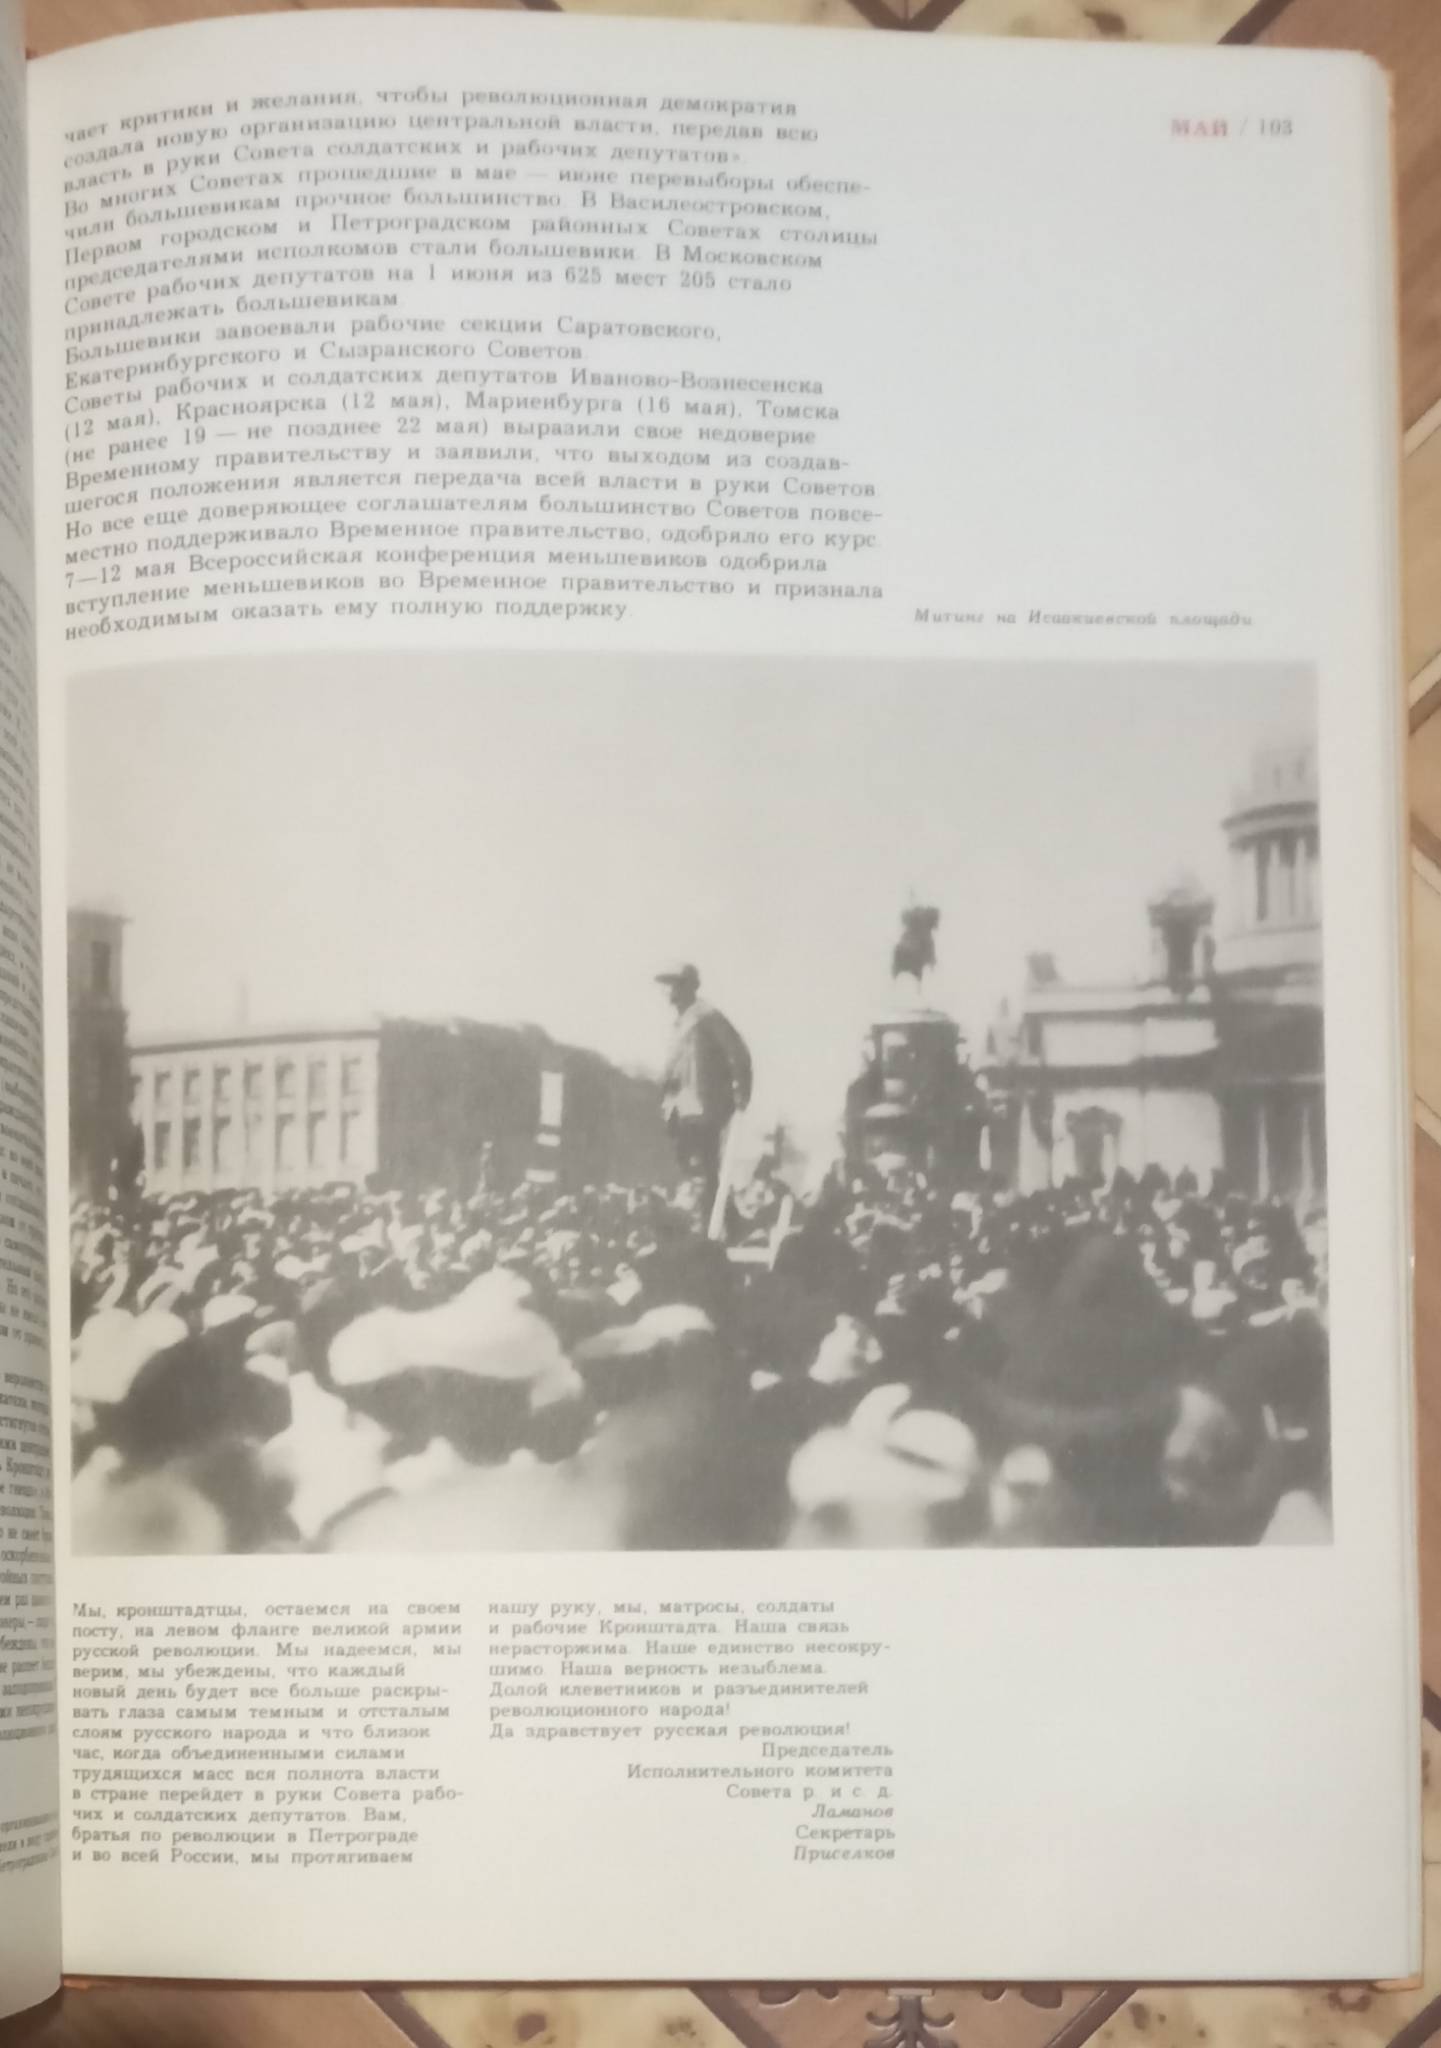 МАЙ / 103
чает критики и желания, чтобы революционная демократия
создала новую организацию центральной власти, передав всю
власть в руки Совета солдатских и рабочих депутатов».
Во многих Советах прошедшие в мае — июне перевыборы обеспе-
чили большевикам прочное большинство. В Василеостровском,
Первом городском и Петроградском районных Советах столицы
председателями исполкомов стали большевики. В Московском
Совете рабочих депутатов на 1 июня из 625 мест 205 стало
принадлежать большевикам.
Большевики завоевали рабочие секции Саратовского,
Екатеринбургского и Сызранского Советов.
Советы рабочих и солдатских депутатов Иваново-Вознесенска
(12 мая), Красноярска (12 мая), Мариенбурга (16 мая), Томска
(не ранее 19 — не позднее 22 мая) выразили свое недоверие
Временному правительству и заявили, что выходом из создав-
шегося положения является передача всей власти в руки Советов.
Но все еще доверяющее соглашателям большинство Советов повсе-
местно поддерживало Временное правительство, одобряло его курс.
7—12 мая Всероссийская конференция меньшевиков одобрила
вступление меньшевиков во Временное правительство и признала
необходимым оказать ему полную поддержку.
Митинг на Исаакиевской площади.
Мы, кронштадтцы, остаемся на своем
посту, на левом фланге великой армии
русской революции. Мы надеемся, мы
верим, мы убеждены, что каждый
новый день будет все больше раскры-
вать глаза самым темным и отсталым
слоям русского народа и что близок
час, когда объединенными силами
трудящихся масс вся полнота власти
в стране перейдет в руки Совета рабо-
чих и солдатских депутатов. Вам,
братья по революции в Петрограде
и во всей России, мы протягиваем
нашу руку, мы, матросы, солдаты
и рабочие Кронштадта. Наша связь
нерасторжима. Наше единство несокру-
шимо. Наша верность незыблема.
Долой клеветников и разъединителей
революционного народа!
Да здравствует русская революция!
Председатель
Исполнительного комитета
Совета р. и с. д.
Ламанов
Секретарь
Приселков